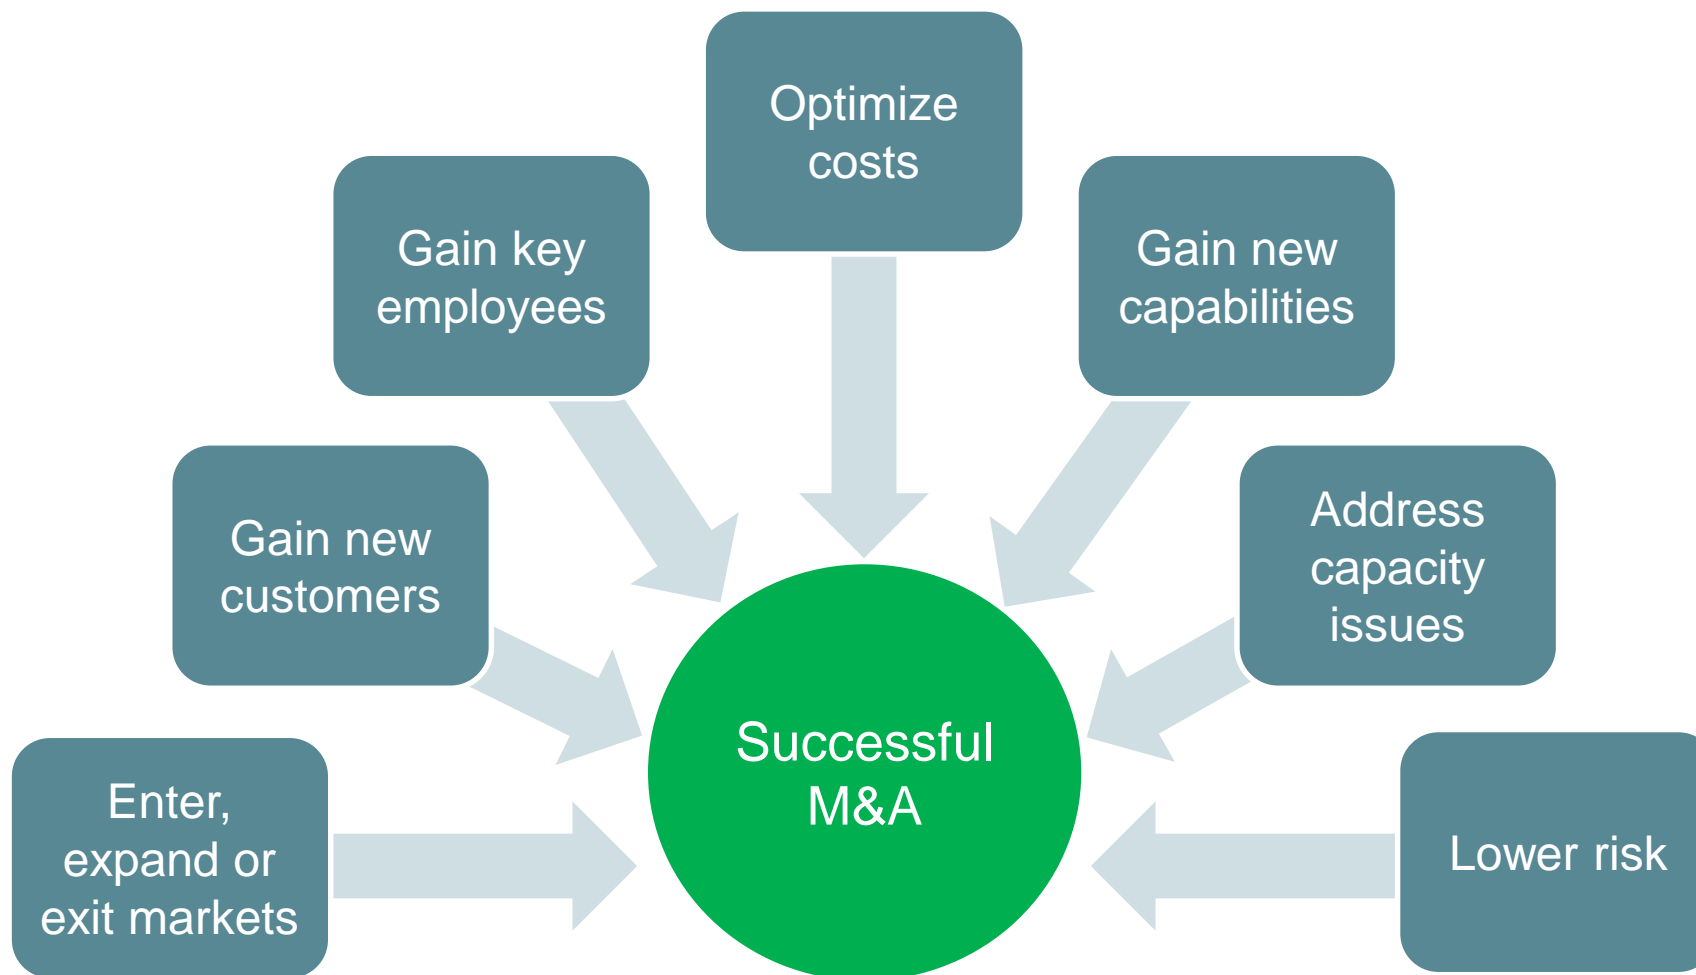 Optimize
costs
Gain key
employees
Gain new
capabilities
Gain new
customers
Address
capacity
issues
Successful
M&A
Enter,
expand or
exit markets
Lower risk